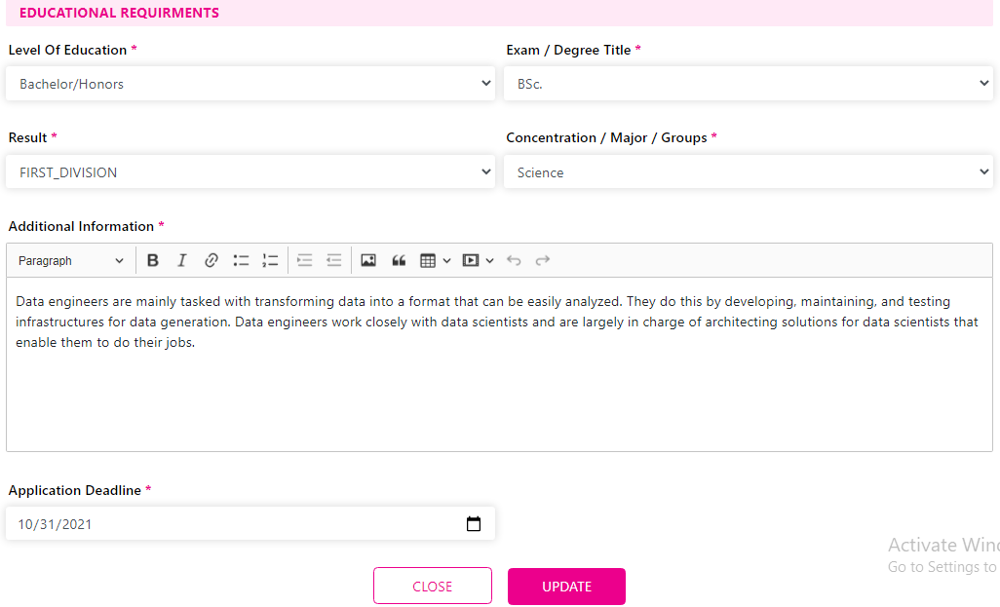 EDUCATIONAL REQUIRMENTS
Level Of Education * Exam / Degree Title *
Bachelor/Honors BSc.
Result * Concentration / Major / Groups *
FIRST_DIVISION Science
Additional Information *
Paragraph B I
Data engineers are mainly tasked with transforming data into a format that can be easily analyzed. They do this by developing, maintaining, and testing
infrastructures for data generation. Data engineers work closely with data scientists and are largely in charge of architecting solutions for data scientists that
enable them to do their jobs.
Application Deadline *
10/31/2021
Activate Win
Go to Settings to
CLOSE UPDATE